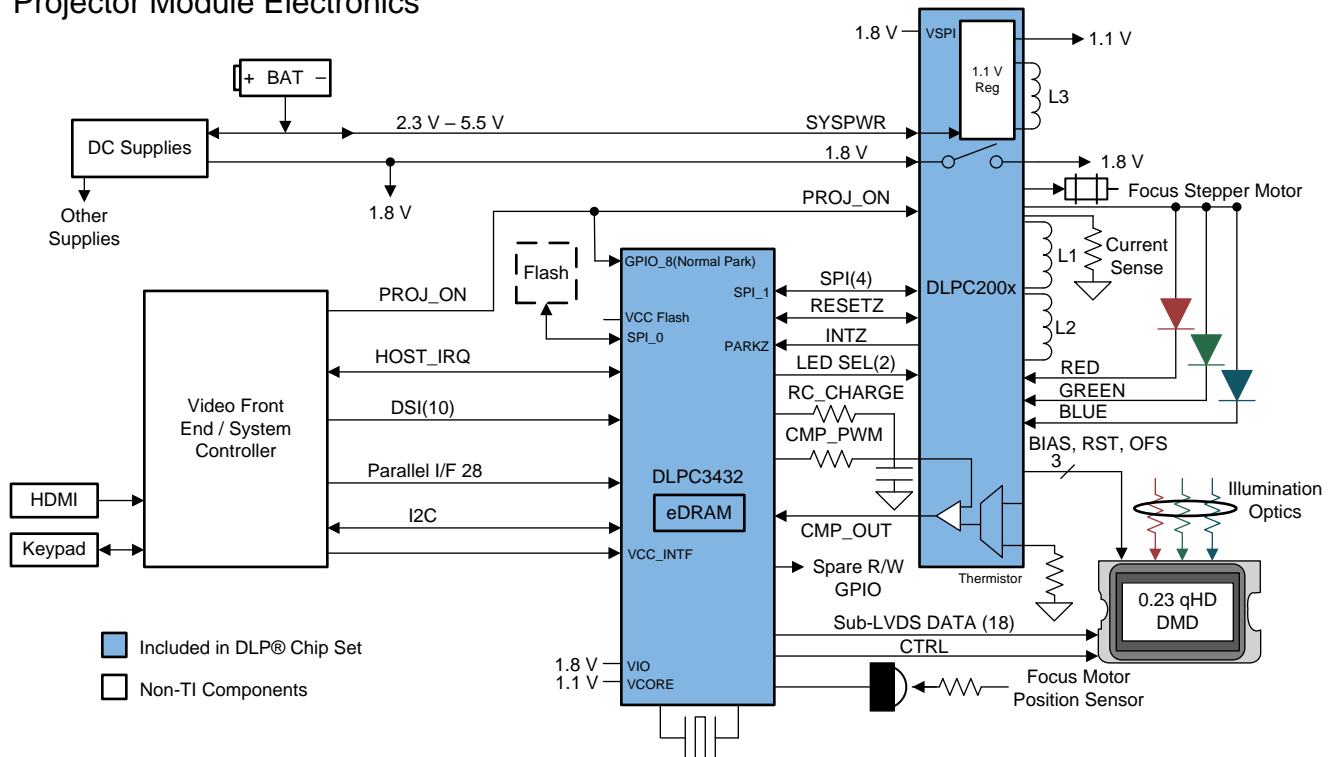 Projector Module Electronics
+ BAT −
DC Supplies
2.3 V – 5.5 V
SYSPWR
1.8 V
1.8 V
Other
Supplies
1.8 V
VSPI
1.1 V
Reg
1.1 V
L3
1.8 V
Focus Stepper Motor
PROJ_ON
Flash
GPIO_8(Normal Park)
SPI_1
VCC Flash
SPI_0
PARKZ
SPI(4)
RESETZ
INTZ
LED SEL(2)
DLPC200x
L1
Current
Sense
L2
RED
GREEN
BLUE
Video Front
End / System
Controller
PROJ_ON
HOST_IRQ
DSI(10)
Parallel I/F 28
I2C
HDMI
Keypad
RC_CHARGE
CMP_PWM
DLPC3432
eDRAM
VCC_INTF
CMP_OUT
BIAS, RST, OFS
3
Illumination
Optics
Spare R/W
GPIO
Thermistor
0.23 qHD
DMD
Sub-LVDS DATA (18)
CTRL
Included in DLP® Chip Set
Non-TI Components
1.8 V
VIO
1.1 V
VCORE
Focus Motor
Position Sensor